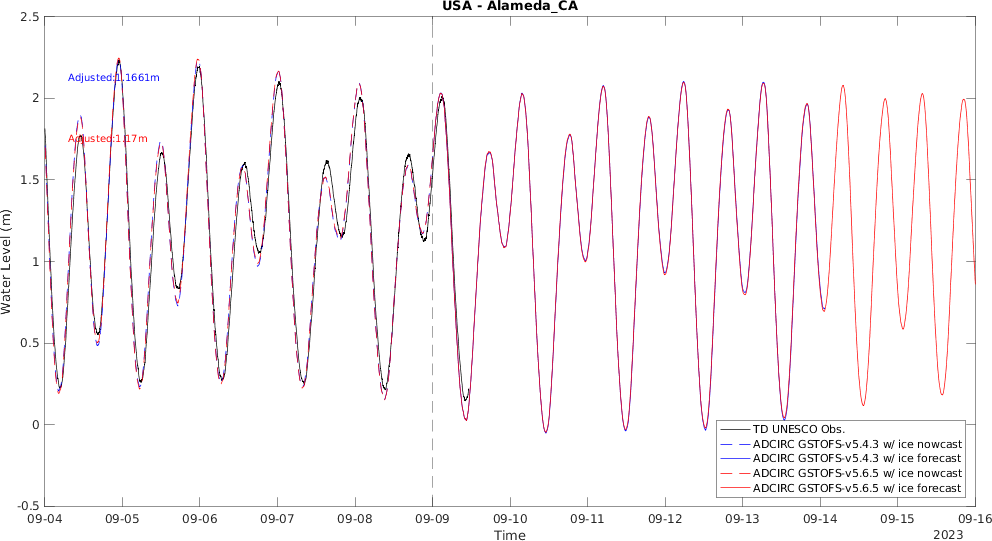 USA - Alameda_CA
2.5
2
1.5
1
0.5
0
-0.5
Water Level (m)
Adjusted:1.1661m
Adjusted:1.17m
TD UNESCO Obs.
ADCIRC GSTOFS-v5.4.3 w/ ice nowcast
ADCIRC GSTOFS-v5.4.3 w/ ice forecast
ADCIRC GSTOFS-v5.6.5 w/ ice nowcast
ADCIRC GSTOFS-v5.6.5 w/ ice forecast
09-04 09-05 09-06 09-07 09-08 09-09 09-10 09-11 09-12 09-13 09-14 09-15 09-16
Time
2023